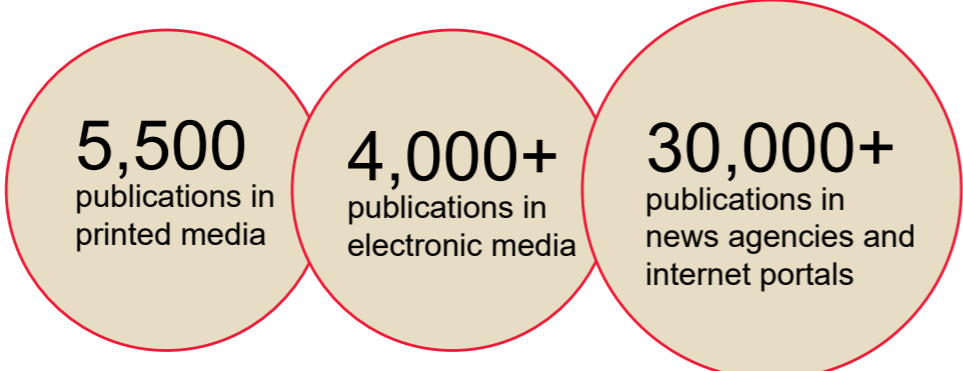 5,500
publications in
printed media
4,000+
publications in
electronic media
30,000+
publications in
news agencies and
internet portals